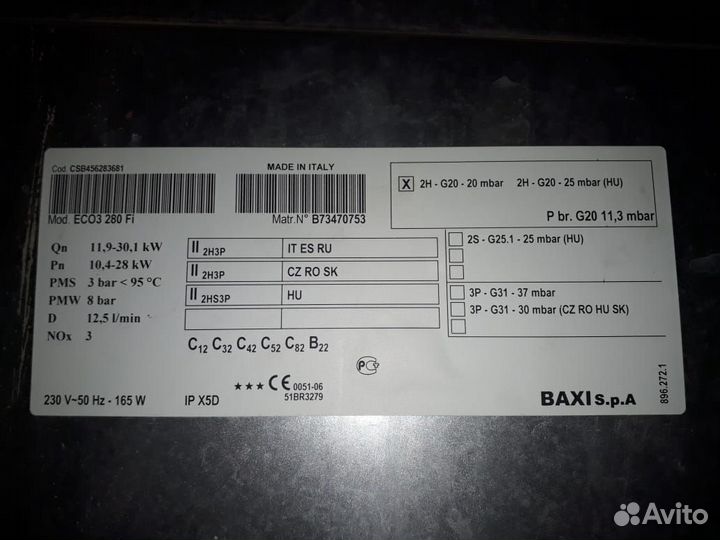 Cod. CSB456283681
MADE IN ITALY
Mod. ECO3 280 Fi
Matr.N° B73470753
X 2H - G20 - 20 mbar 2H - G20 - 25 mbar (HU)
P br. G20 11,3 mbar
Qn 11,9-30,1 kW
Pn 10,4-28 kW
PMS 3 bar < 95 °C
PMW 8 bar
D 12,5 l/min
NOx 3
II 2H3P IT ES RU
II 2H3P CZ RO SK
II 2HS3P HU
2S - G25.1 - 25 mbar (HU)
3P - G31 - 37 mbar
3P - G31 - 30 mbar (CZ RO HU SK)
C12 C32 C42 C52 C82 B22
PC
★★★ CE 0051-06
51BR3279
230 V~50 Hz - 165 W
IP X5D
BAXI S.p.A
896.272.1
Avito